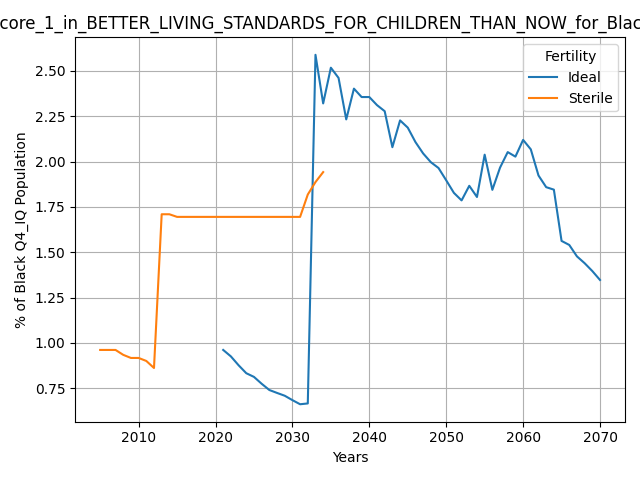 core_1_in_BETTER_LIVING_STANDARDS_FOR_CHILDREN_THAN_NOW_for_Blac
2.50
2.25
2.00
1.75
1.50
1.25
1.00
0.75
% of Black Q4_IQ Population
Fertility
Ideal
Sterile
2010 2020 2030 2040 2050 2060 2070
Years